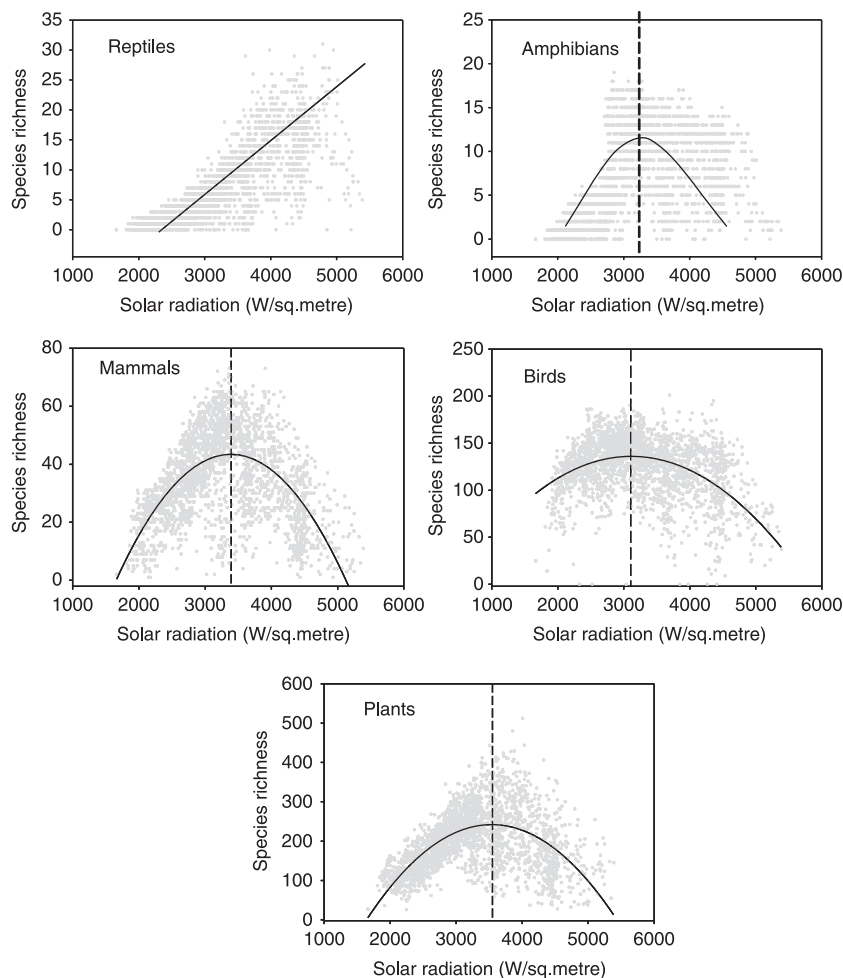 Reptiles
Species richness
35
30
25
20
15
10
5
0
1000 2000 3000 4000 5000 6000
Solar radiation (W/sq.metre)
Amphibians
Species richness
25
20
15
10
5
0
1000 2000 3000 4000 5000 6000
Solar radiation (W/sq.metre)
Mammals
Species richness
80
60
40
20
0
1000 2000 3000 4000 5000 6000
Solar radiation (W/sq.metre)
Birds
Species richness
250
200
150
100
50
0
1000 2000 3000 4000 5000 6000
Solar radiation (W/sq.metre)
Plants
Species richness
600
500
400
300
200
100
0
1000 2000 3000 4000 5000 6000
Solar radiation (W/sq.metre)